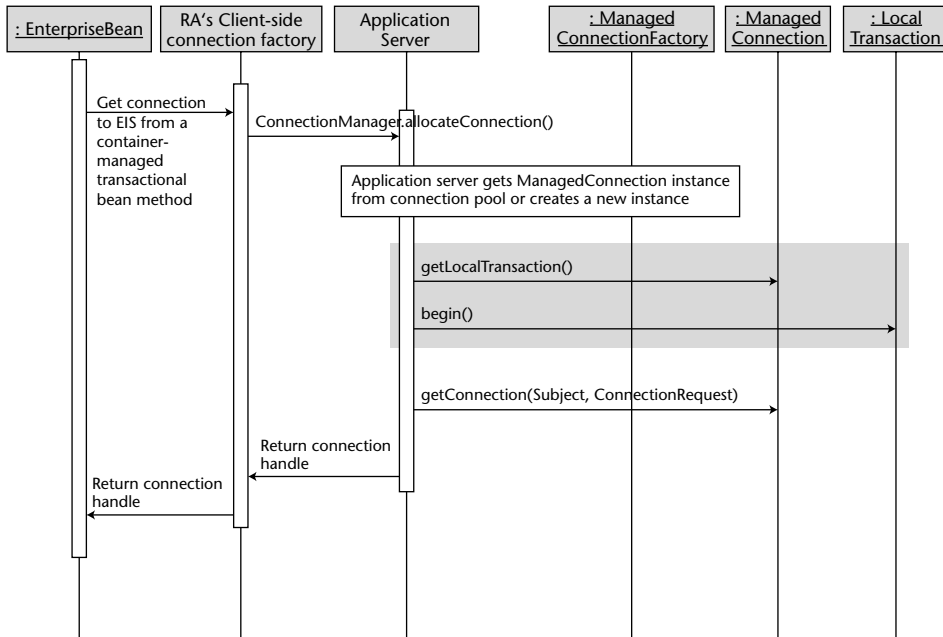 : EnterpriseBean
RA's Client-side
connection factory
Application
Server
: Managed
ConnectionFactory
: Managed
Connection
: Local
Transaction
Get connection
to EIS from a
container-
managed
transactional
bean method
ConnectionManager.allocateConnection()
Application server gets ManagedConnection instance
from connection pool or creates a new instance
getLocalTransaction()
begin()
getConnection(Subject, ConnectionRequest)
Return connection
handle
Return connection
handle